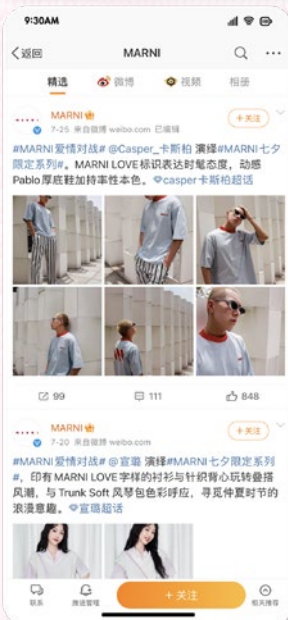 9:30AM
返回
MARNI
精选
微博
视频
相册
MARNI
+关注
7-25 来自微博 weibo.com 已编辑
#MARNI爱情对战# @Casper_卡斯柏 演绎#MARNI七夕
限定系列#。MARNI LOVE标识表达时髦态度，动感
Pablo厚底鞋加持率性本色。casper卡斯柏超话
99
111
848
MARNI
+关注
7-20 来自微博 weibo.com
#MARNI爱情对战# @宣璐 演绎#MARNI七夕限定系列
#，印有MARNI LOVE字样的衬衫与针织背心玩转叠搭
风潮，与Trunk Soft风琴包色彩呼应，寻觅仲夏时节的
浪漫意趣。宣璐超话
联系
+关注
相关推荐